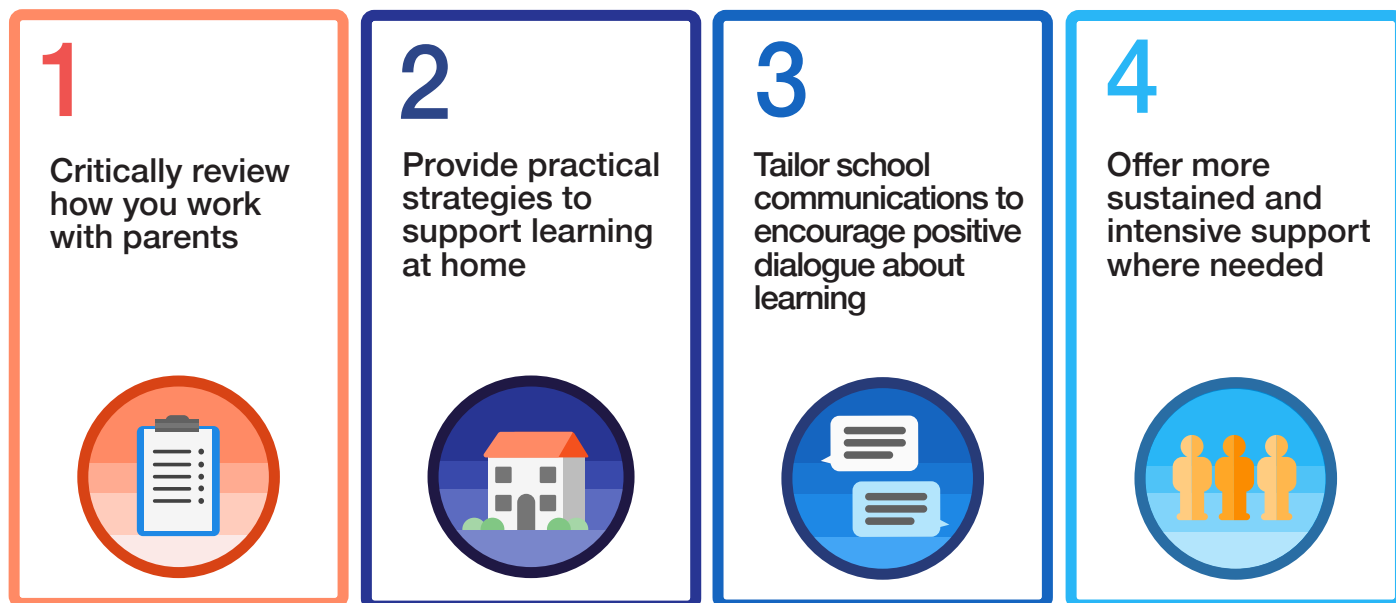 1
Critically review
how you work
with parents
2
Provide practical
strategies to
support learning
at home
3
Tailor school
communications to
encourage positive
dialogue about
learning
4
Offer more
sustained and
intensive support
where needed